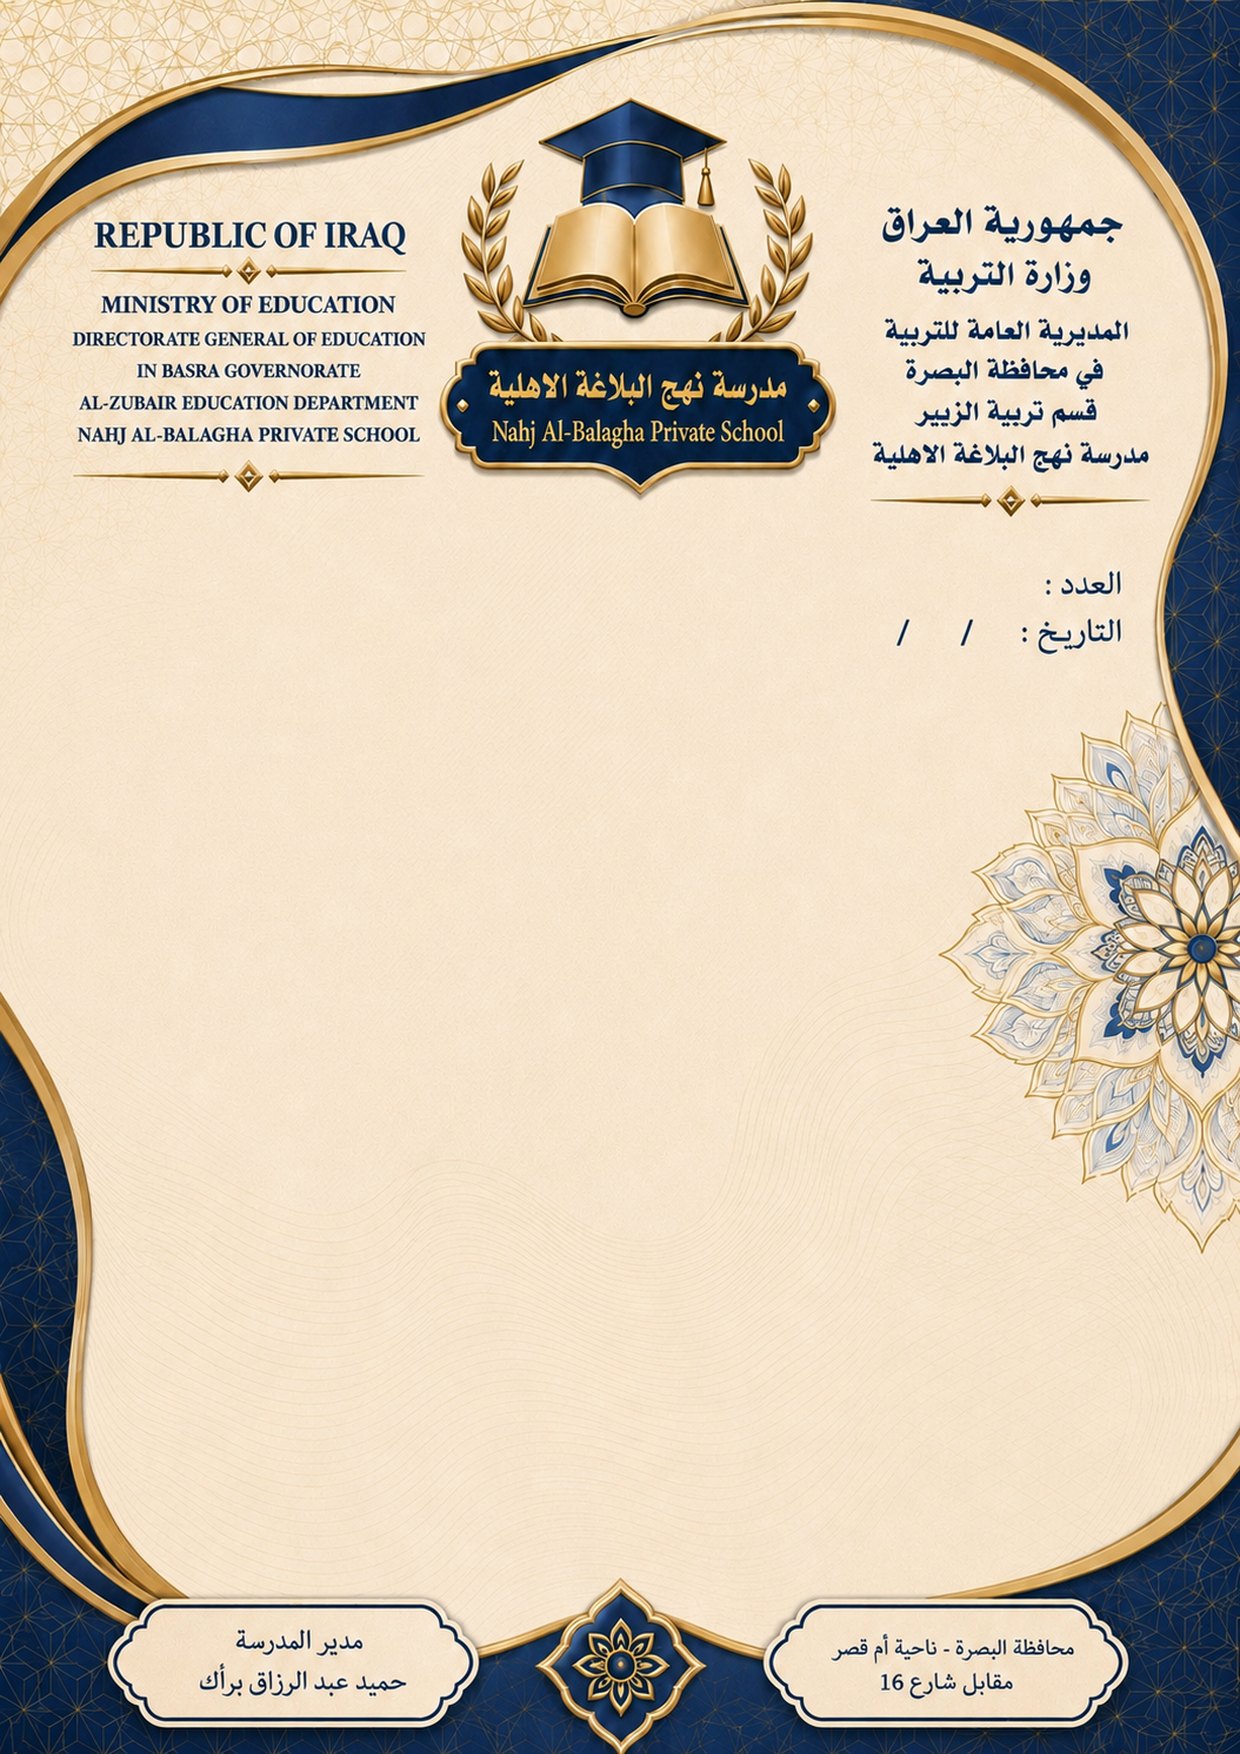 REPUBLIC OF IRAQ
MINISTRY OF EDUCATION
DIRECTORATE GENERAL OF EDUCATION
IN BASRA GOVERNORATE
AL-ZUBAIR EDUCATION DEPARTMENT
NAHJ AL-BALAGHA PRIVATE SCHOOL
مدرسة نهج البلاغة الاهلية
Nahj Al-Balagha Private School
جمهورية العراق
وزارة التربية
المديرية العامة للتربية
في محافظة البصرة
قسم تربية الزبير
مدرسة نهج البلاغة الاهلية
العدد :
التاريخ : / /
مدير المدرسة
حميد عبد الرزاق برأك
محافظة البصرة - ناحية أم قصر
مقابل شارع 16